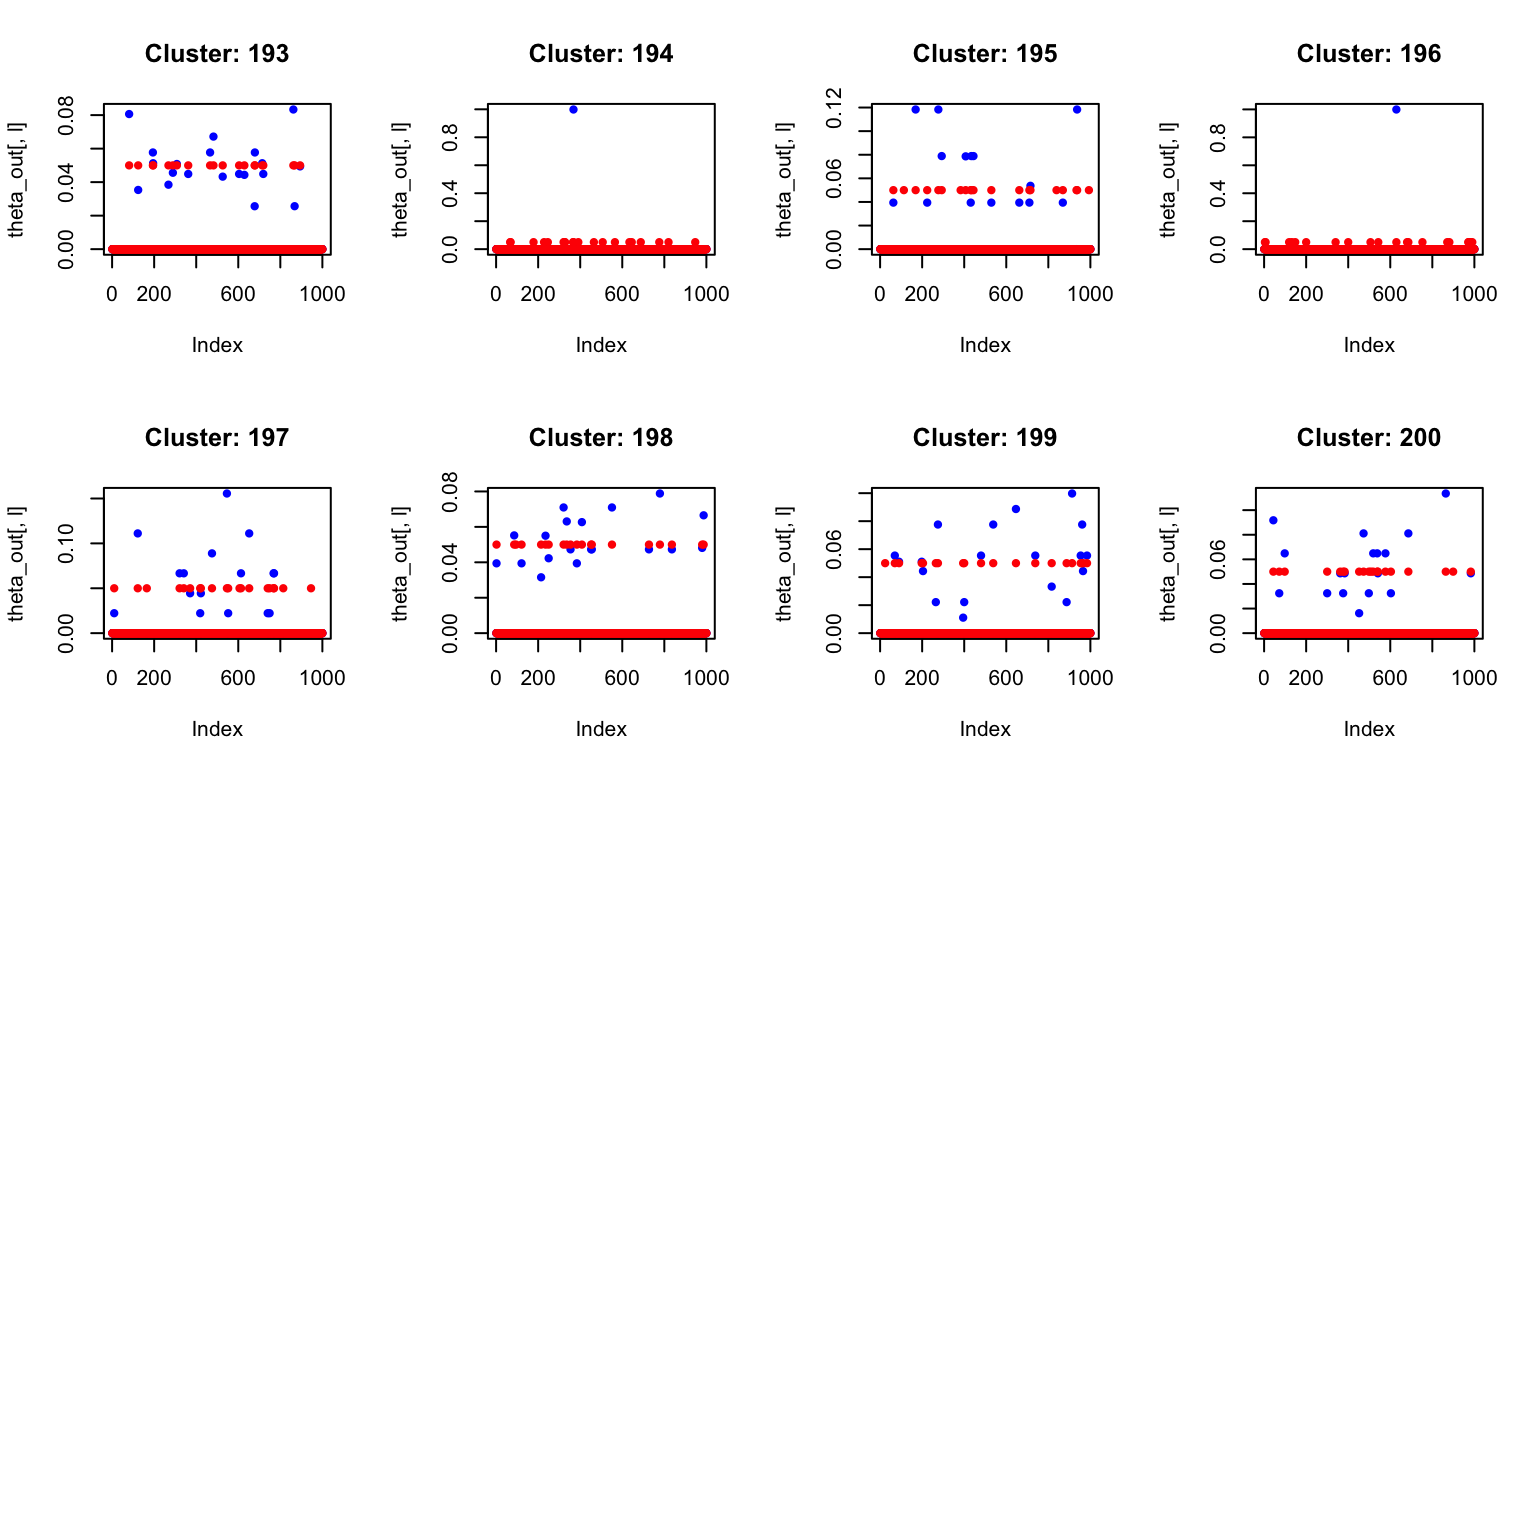 Cluster: 193
theta_out[, l]
0.00 0.04 0.08
0 200 600 1000
Index
Cluster: 194
theta_out[, l]
0.0 0.4 0.8
0 200 600 1000
Index
Cluster: 195
theta_out[, l]
0.00 0.06 0.12
0 200 600 1000
Index
Cluster: 196
theta_out[, l]
0.0 0.4 0.8
0 200 600 1000
Index
Cluster: 197
theta_out[, l]
0.00 0.10
0 200 600 1000
Index
Cluster: 198
theta_out[, l]
0.00 0.04 0.08
0 200 600 1000
Index
Cluster: 199
theta_out[, l]
0.00 0.06
0 200 600 1000
Index
Cluster: 200
theta_out[, l]
0.00 0.06
0 200 600 1000
Index